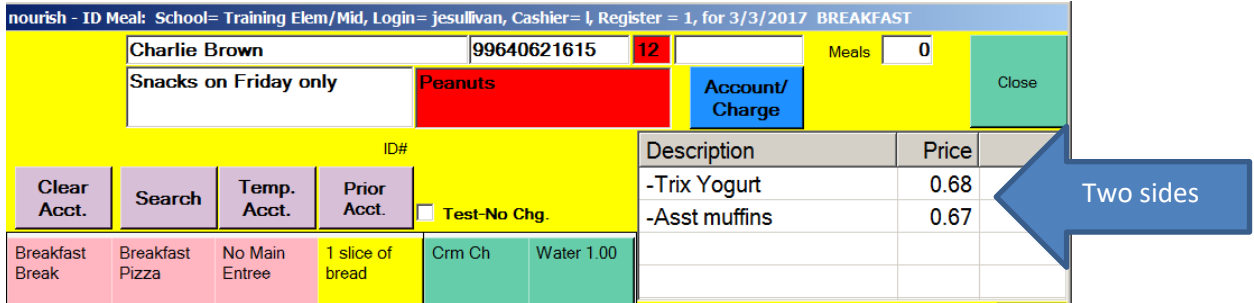 nourish - ID Meal: School= Training Elem/Mid, Login= jesullivan, Cashier= l, Register = 1, for 3/3/2017 BREAKFAST
Charlie Brown 99640621615 12 Meals 0
Close
Snacks on Friday only Peanuts Account/
Charge
ID#
Description Price
Clear
Acct.
Search
Temp.
Acct.
Prior
Acct.
Test-No Chg.
-Trix Yogurt 0.68
-Asst muffins 0.67
Two sides
Breakfast
Break
Breakfast
Pizza
No Main
Entree
1 slice of
bread
Crm Ch
Water 1.00